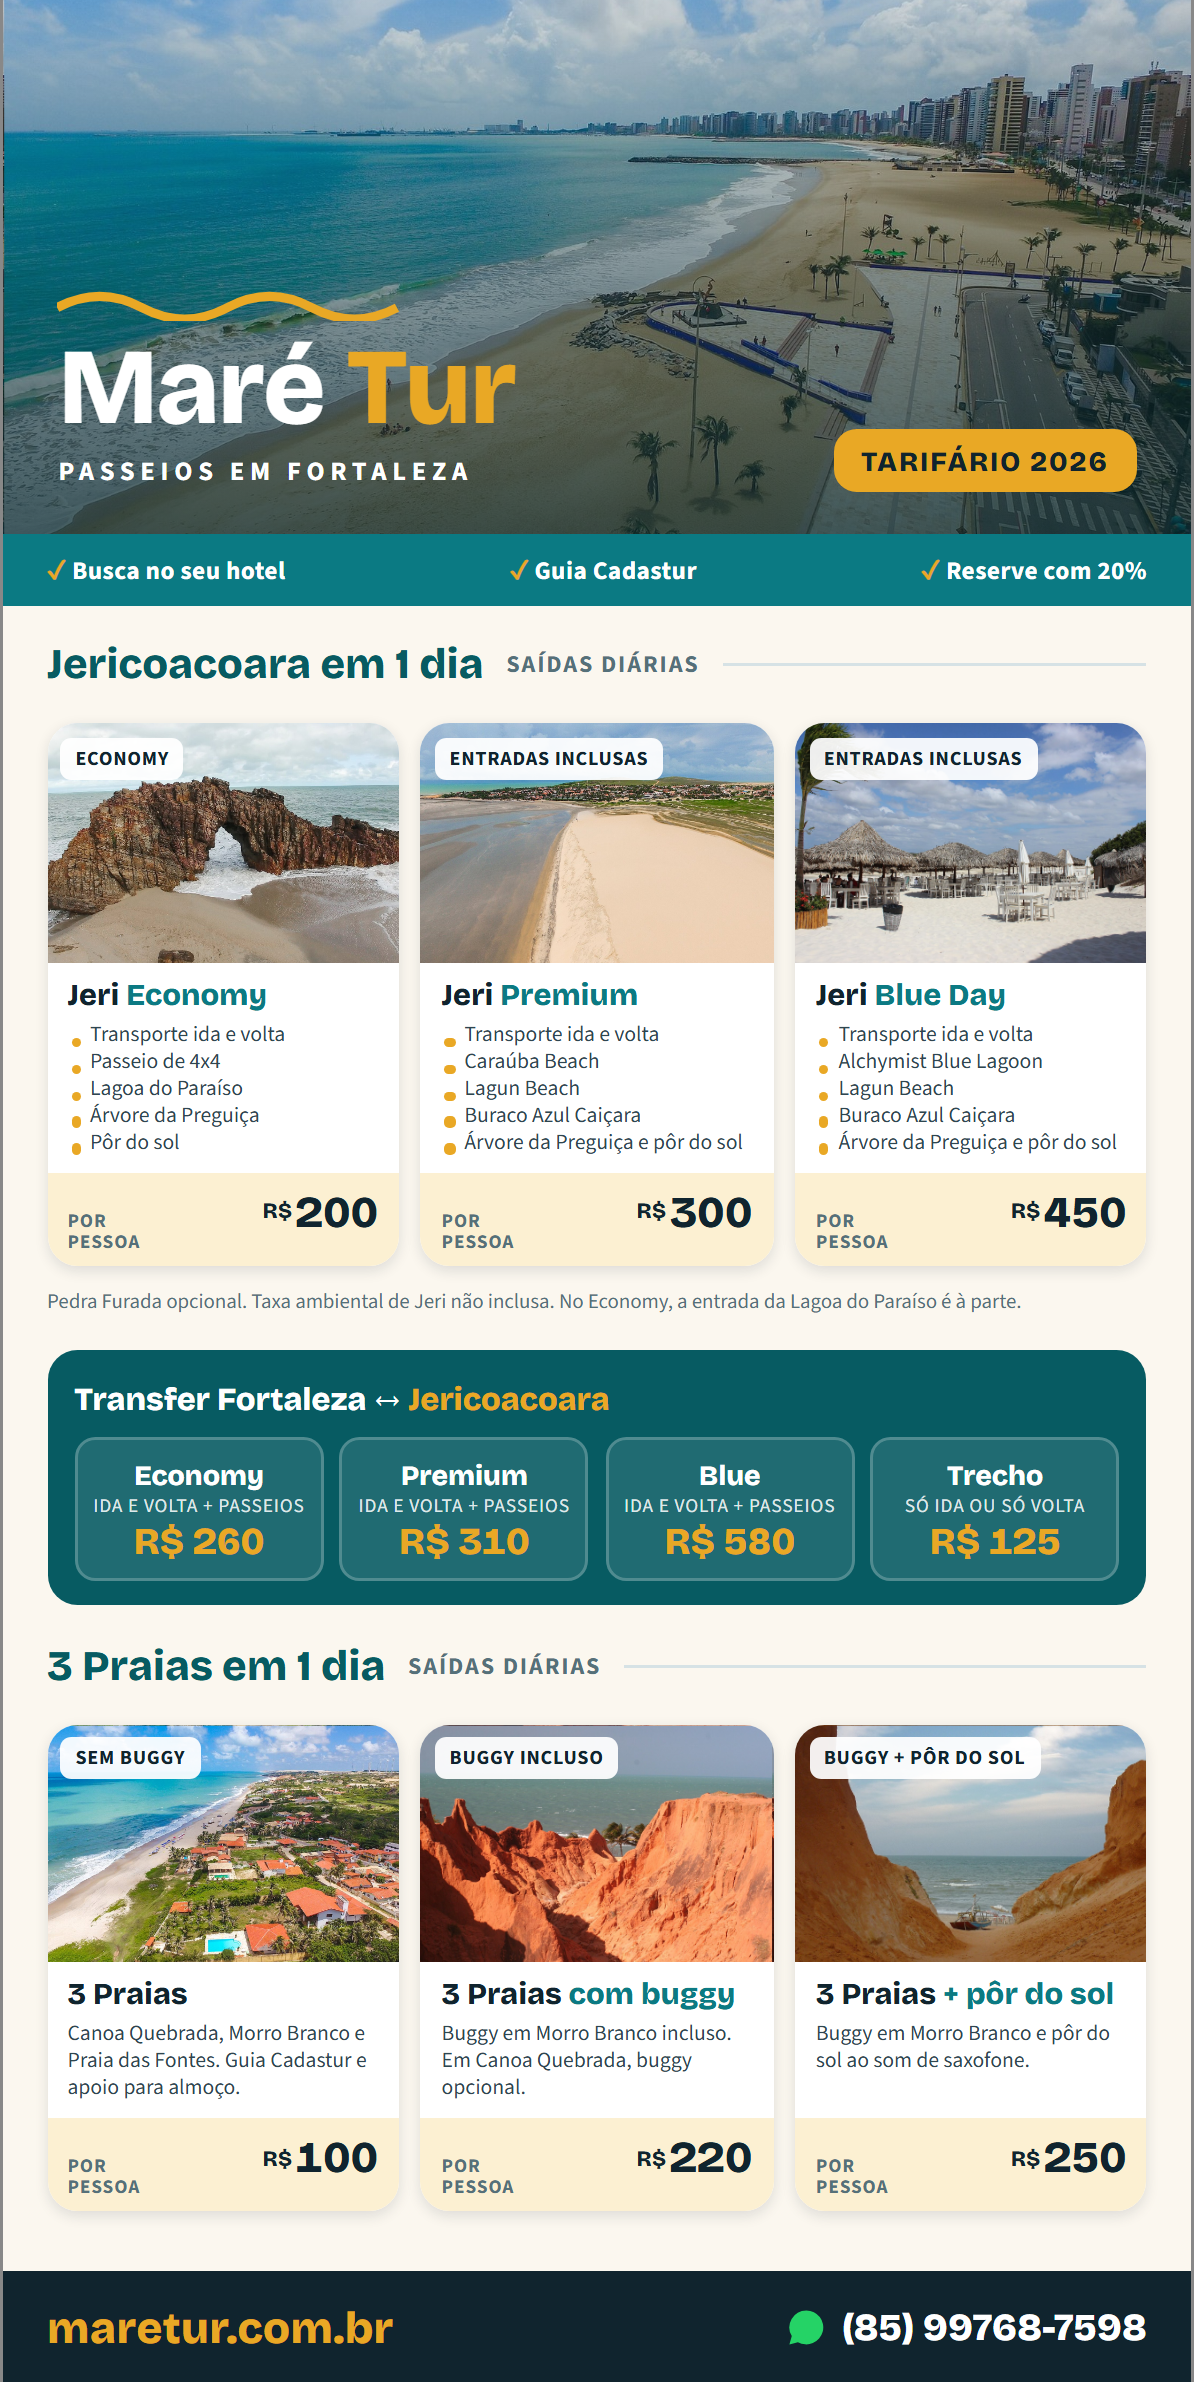 Maré Tur
PASSEIOS EM FORTALEZA
TARIFÁRIO 2026
✓ Busca no seu hotel
✓ Guia Cadastur
✓ Reserve com 20%
Jericoacoara em 1 dia SAÍDAS DIÁRIAS
ECONOMY
Jeri Economy
Transporte ida e volta
Passeio de 4x4
Lagoa do Paraíso
Árvore da Preguiça
Pôr do sol
POR
PESSOA
R$ 200
ENTRADAS INCLUSAS
Jeri Premium
Transporte ida e volta
Caraúba Beach
Lagun Beach
Buraco Azul Caiçara
Árvore da Preguiça e pôr do sol
POR
PESSOA
R$ 300
ENTRADAS INCLUSAS
Jeri Blue Day
Transporte ida e volta
Alchymist Blue Lagoon
Lagun Beach
Buraco Azul Caiçara
Árvore da Preguiça e pôr do sol
POR
PESSOA
R$ 450
Pedra Furada opcional. Taxa ambiental de Jeri não inclusa. No Economy, a entrada da Lagoa do Paraíso é à parte.
Transfer Fortaleza ↔ Jericoacoara
Economy
IDA E VOLTA + PASSEIOS
R$ 260
Premium
IDA E VOLTA + PASSEIOS
R$ 310
Blue
IDA E VOLTA + PASSEIOS
R$ 580
Trecho
SÓ IDA OU SÓ VOLTA
R$ 125
3 Praias em 1 dia SAÍDAS DIÁRIAS
SEM BUGGY
3 Praias
Canoa Quebrada, Morro Branco e
Praia das Fontes. Guia Cadastur e
apoio para almoço.
POR
PESSOA
R$ 100
BUGGY INCLUSO
3 Praias com buggy
Buggy em Morro Branco incluso.
Em Canoa Quebrada, buggy
opcional.
POR
PESSOA
R$ 220
BUGGY + PÔR DO SOL
3 Praias + pôr do sol
Buggy em Morro Branco e pôr do
sol ao som de saxofone.
POR
PESSOA
R$ 250
maretur.com.br
(85) 99768-7598